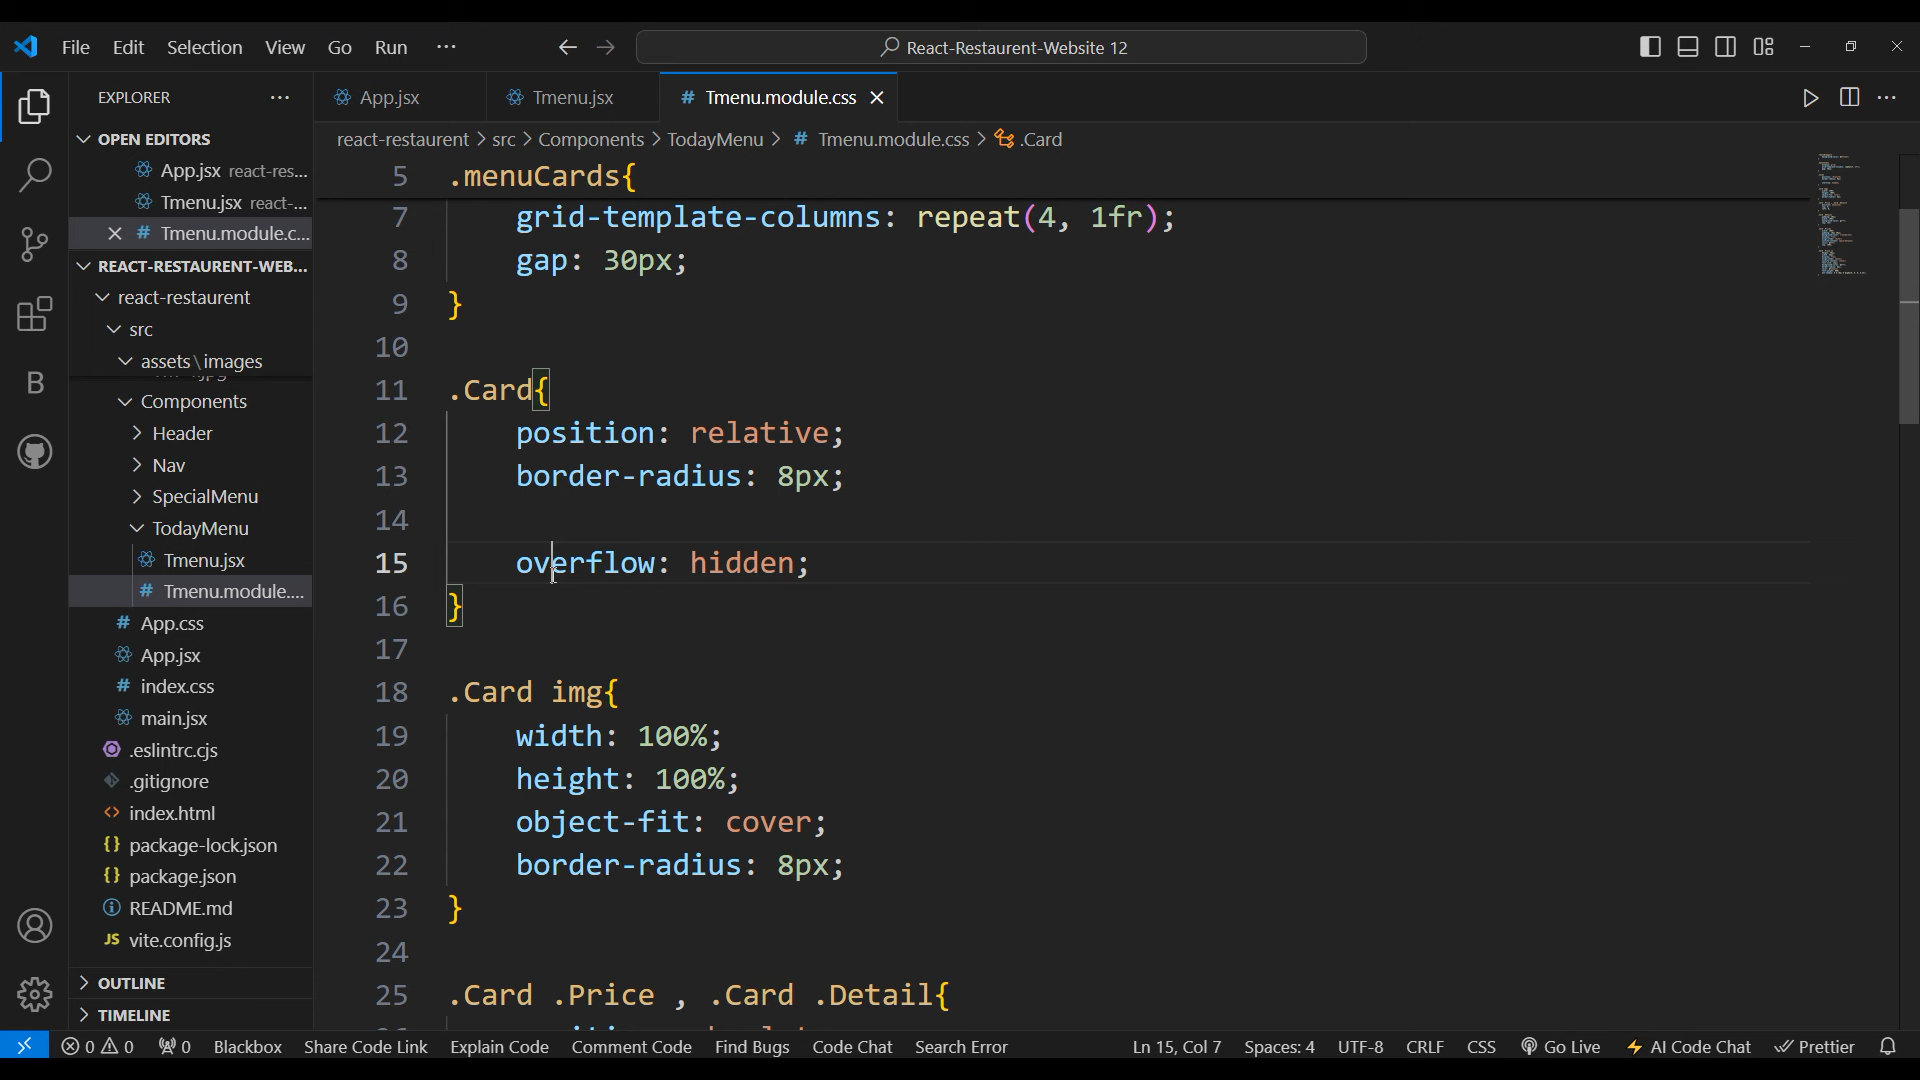 File Edit Selection View Go Run ··· React-Restaurent-Website 12
EXPLORER ···
OPEN EDITORS
App.jsx react-res...
Tmenu.jsx react-...
Tmenu.module.c...
REACT-RESTAURENT-WEB...
react-restaurent
src
assets\images
Components
Header
Nav
SpecialMenu
TodayMenu
Tmenu.jsx
# Tmenu.module....
# App.css
App.jsx
# index.css
main.jsx
.eslintrc.cjs
.gitignore
<> index.html
{} package-lock.json
{} package.json
README.md
JS vite.config.js
OUTLINE
TIMELINE
App.jsx Tmenu.jsx # Tmenu.module.css
react-restaurent > src > Components > TodayMenu > # Tmenu.module.css > .Card
5 .menuCards{
7 grid-template-columns: repeat(4, 1fr);
8 gap: 30px;
9 }
10
11 .Card{
12 position: relative;
13 border-radius: 8px;
14
15 overflow: hidden;
16 }
17
18 .Card img{
19 width: 100%;
20 height: 100%;
21 object-fit: cover;
22 border-radius: 8px;
23 }
24
25 .Card .Price , .Card .Detail{
0 0 0 Blackbox Share Code Link Explain Code Comment Code Find Bugs Code Chat Search Error Ln 15, Col 7 Spaces: 4 UTF-8 CRLF CSS Go Live AI Code Chat Prettier